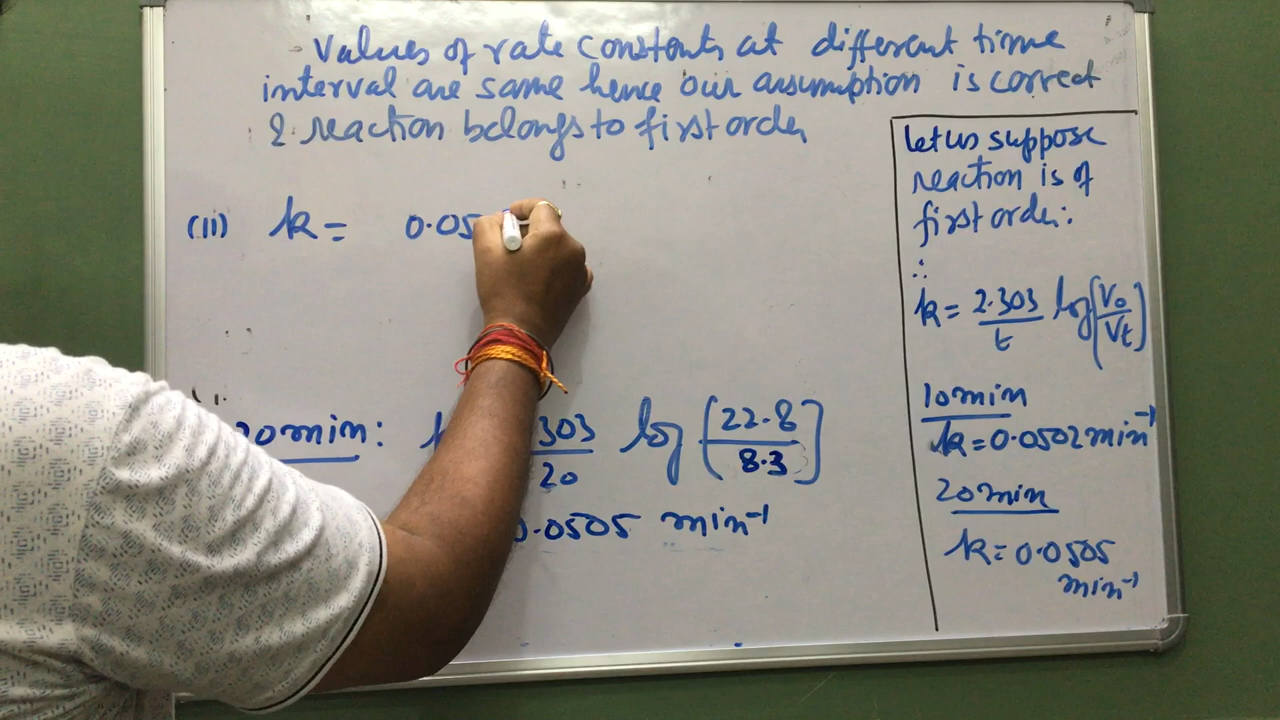 Values of rate constants at different time
interval are same hence our assumption is correct
& reaction belongs to first order
(II) k = 0.05
20min: 303/20 log [22.8/8.3]
0.0505 min⁻¹
let us suppose
reaction is of
first order:
∴
k = 2.303/t log [V₀/Vt]
10min
k = 0.0502 min⁻¹
20min
k = 0.0505
min⁻¹